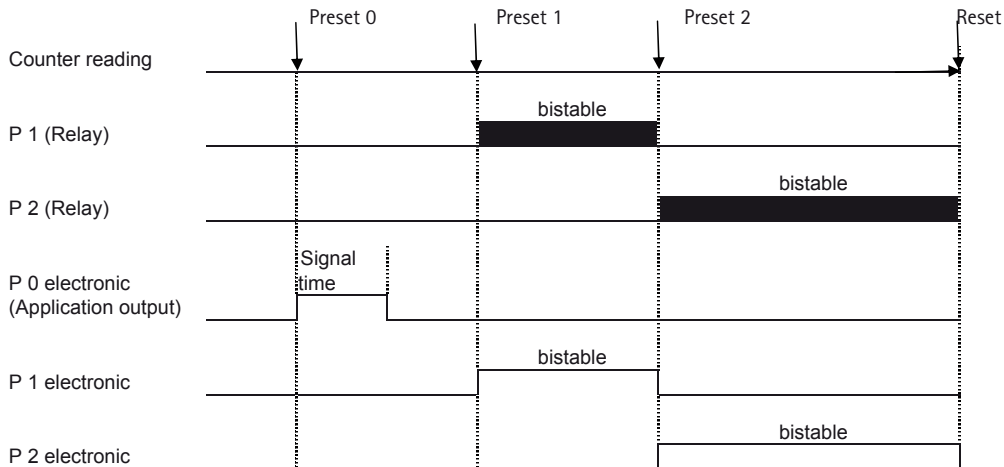 Preset 0
Preset 1
Preset 2
Reset
Counter reading
bistable
P 1 (Relay)
bistable
P 2 (Relay)
Signal
time
P 0 electronic
(Application output)
bistable
P 1 electronic
bistable
P 2 electronic